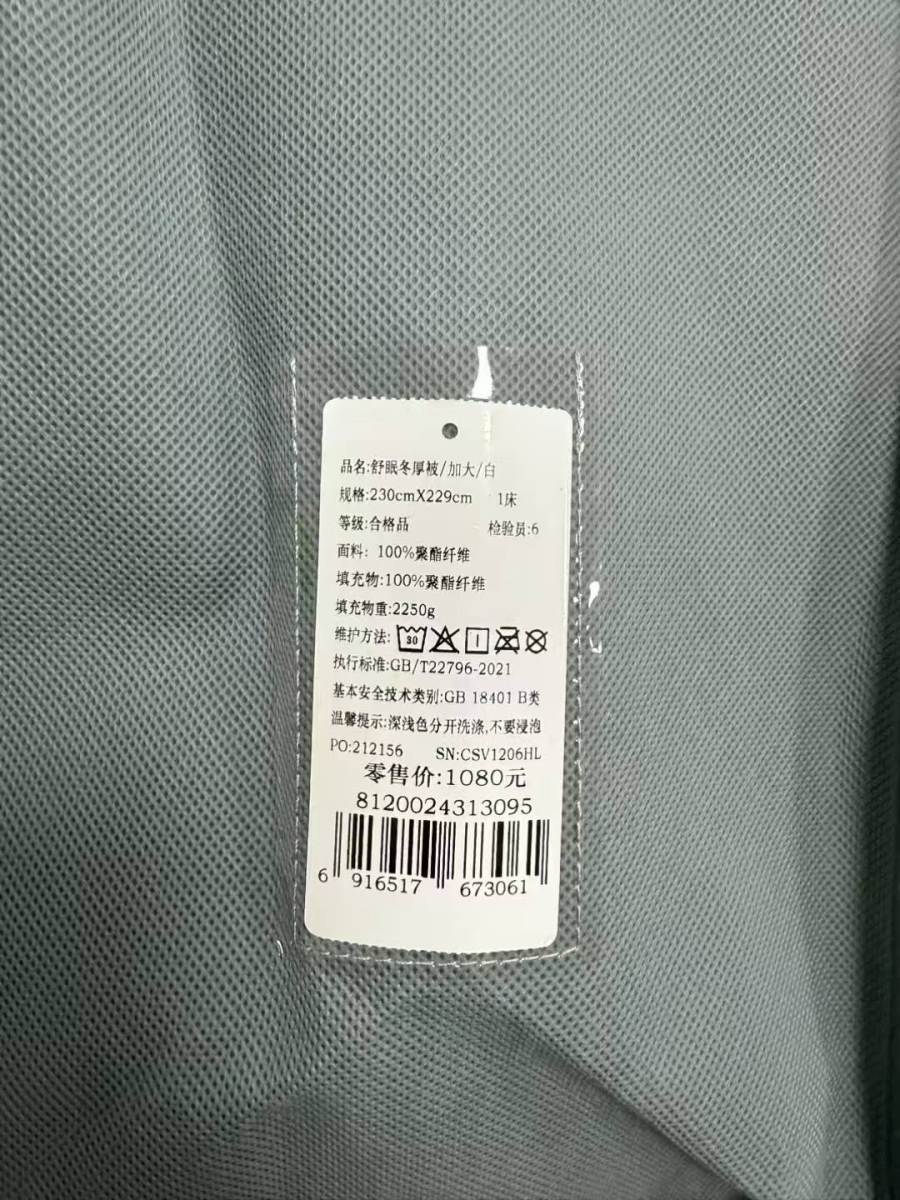 品名:舒眠冬厚被/加大/白
规格:230cmX229cm 1床
等级:合格品 检验员:6
面料: 100%聚酯纤维
填充物:100%聚酯纤维
填充物重:2250g
维护方法: 30
执行标准:GB/T22796-2021
基本安全技术类别:GB 18401 B类
温馨提示:深浅色分开洗涤,不要浸泡
PO:212156 SN:CSV1206HL
零售价:1080元
8120024313095
6 916517 673061